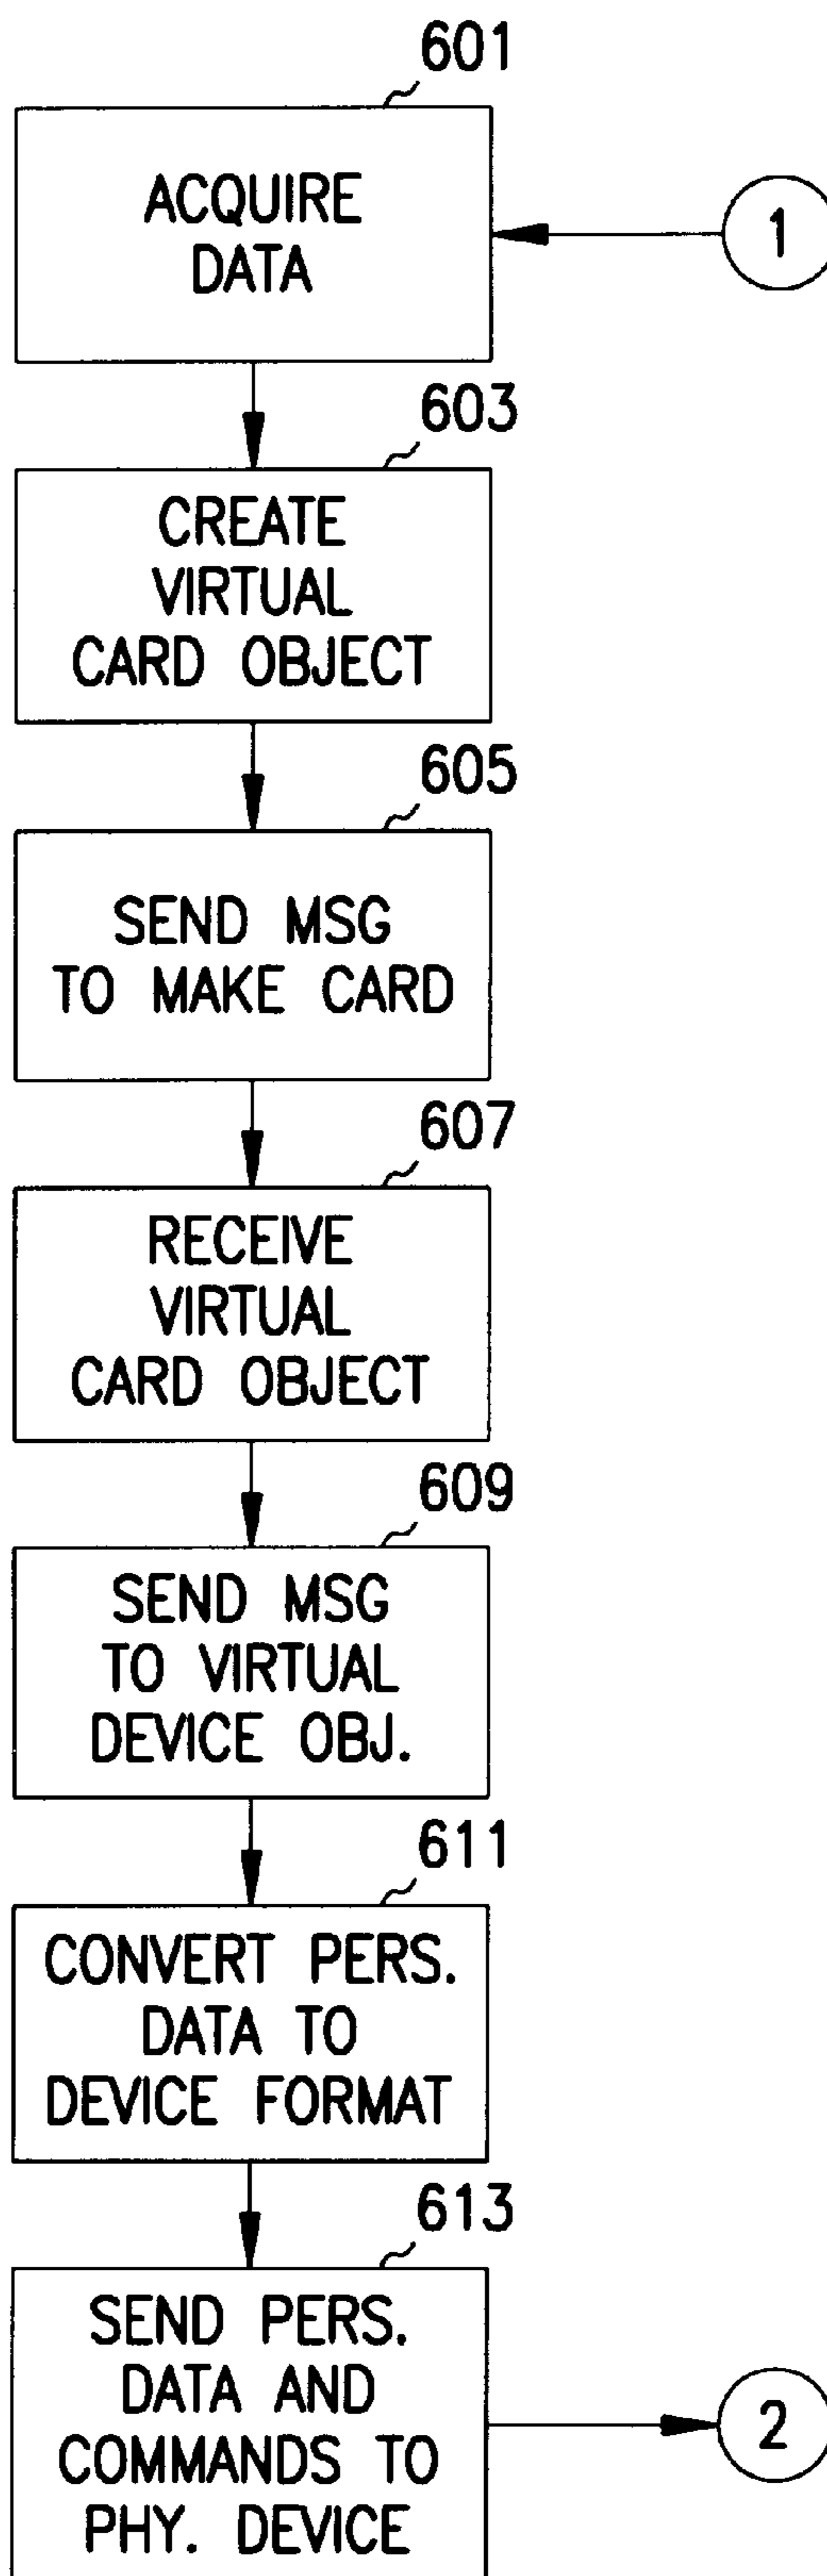 601
ACQUIRE
DATA
1
603
CREATE
VIRTUAL
CARD OBJECT
605
SEND MSG
TO MAKE CARD
607
RECEIVE
VIRTUAL
CARD OBJECT
609
SEND MSG
TO VIRTUAL
DEVICE OBJ.
611
CONVERT PERS.
DATA TO
DEVICE FORMAT
613
SEND PERS.
DATA AND
COMMANDS TO
PHY. DEVICE
2